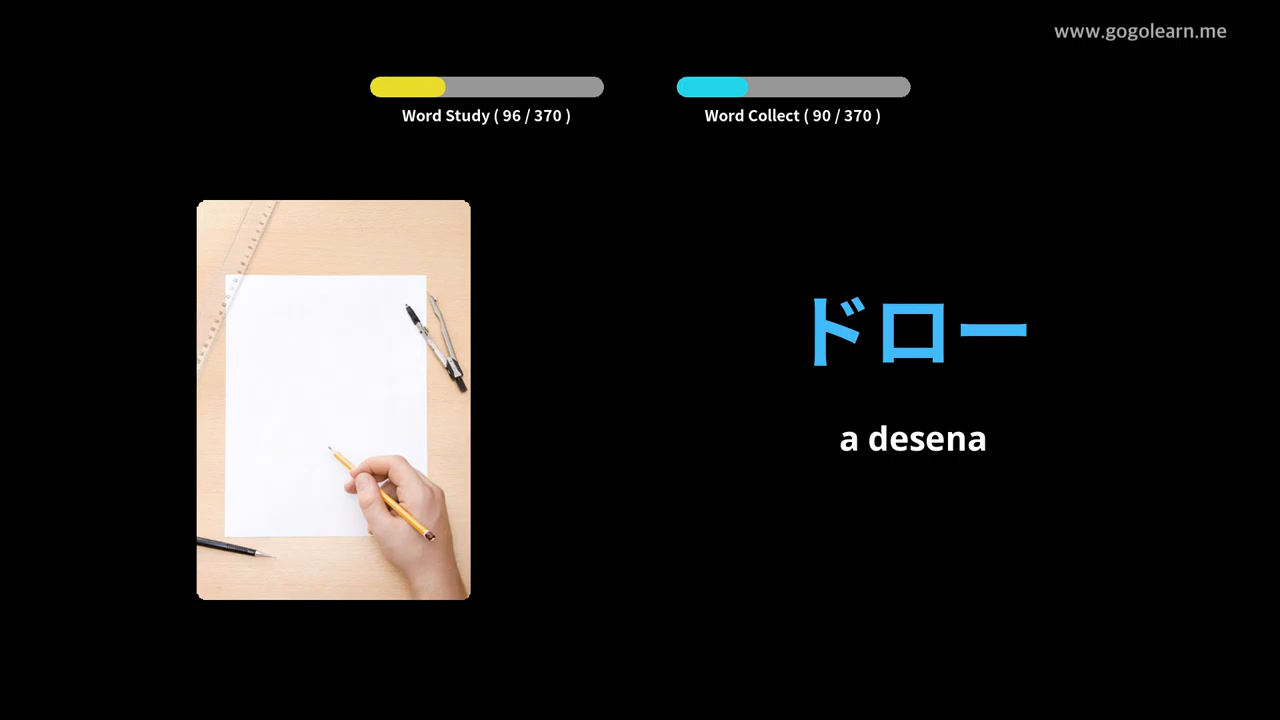 www.gogolearn.me
Word Study ( 96 / 370 )
Word Collect ( 90 / 370 )
ドロー
a desena